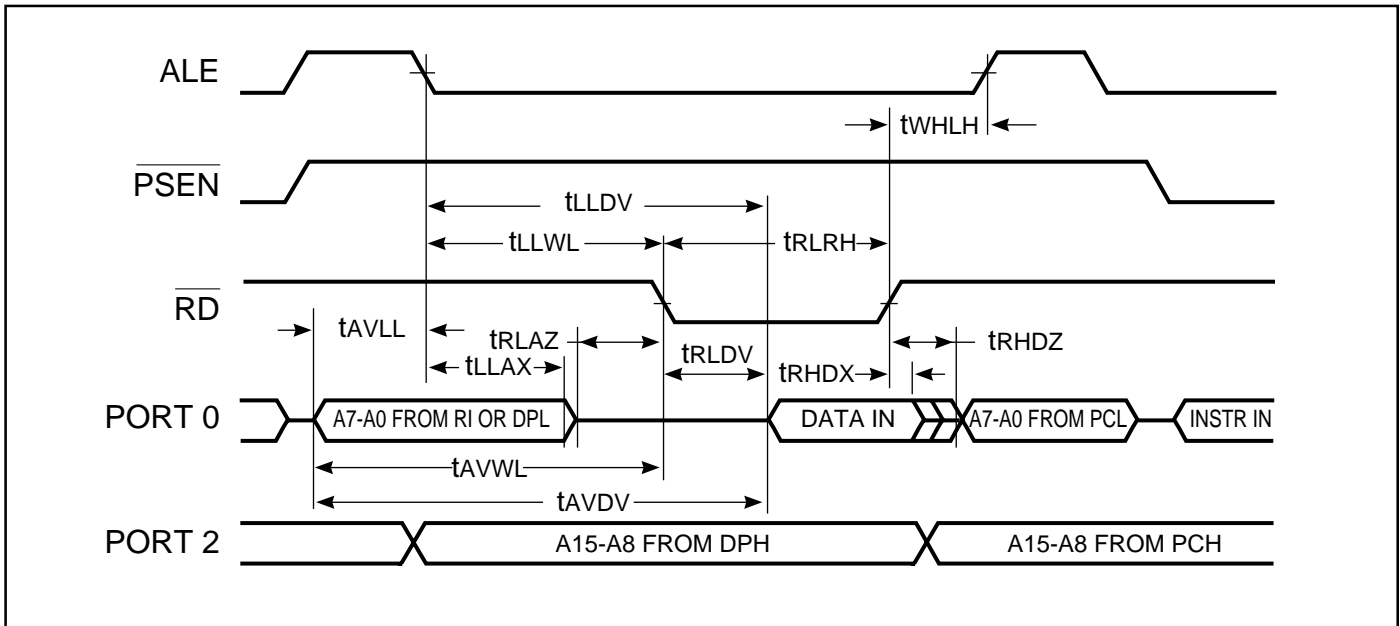 ALE
tWHLH
PSEN
tLLDV
tLLWL
tRLRH
RD
tAVLL
tRLAZ
tRLDV
tRHDZ
tLLAX
tRHDX
PORT 0
A7-A0 FROM RI OR DPL
DATA IN
A7-A0 FROM PCL
INSTR IN
tAVWL
tAVDV
PORT 2
A15-A8 FROM DPH
A15-A8 FROM PCH